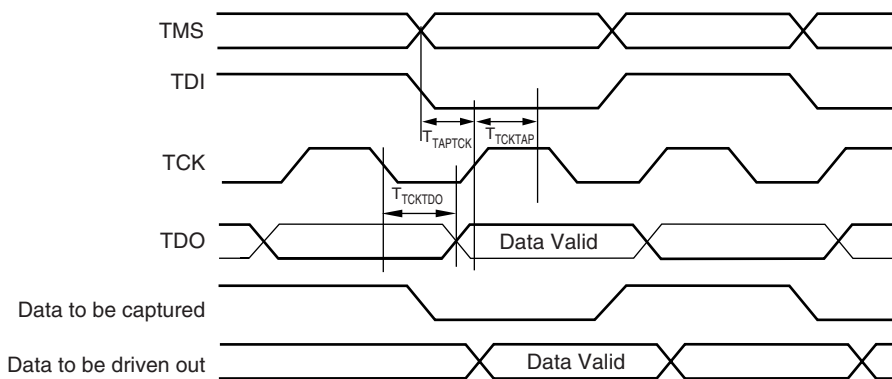 TMS
TDI
T_TAPTCK T_TCKTAP
TCK
T_TCKTDO
TDO Data Valid
Data to be captured
Data to be driven out Data Valid